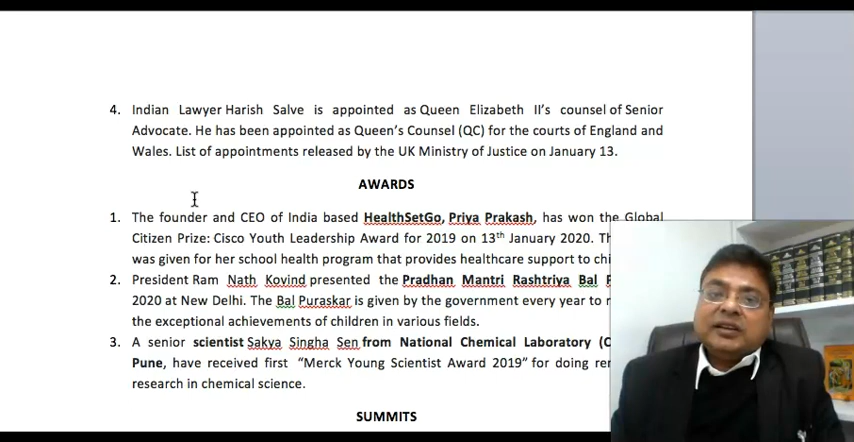 4. Indian Lawyer Harish Salve is appointed as Queen Elizabeth II's counsel of Senior
Advocate. He has been appointed as Queen's Counsel (QC) for the courts of England and
Wales. List of appointments released by the UK Ministry of Justice on January 13.
AWARDS
1. The founder and CEO of India based HealthSetGo, Priya Prakash, has won the Global
Citizen Prize: Cisco Youth Leadership Award for 2019 on 13th January 2020. Th
was given for her school health program that provides healthcare support to chi
2. President Ram Nath Kovind presented the Pradhan Mantri Rashtriya Bal P
2020 at New Delhi. The Bal Puraskar is given by the government every year to r
the exceptional achievements of children in various fields.
3. A senior scientist Sakya Singha Sen from National Chemical Laboratory (C
Pune, have received first “Merck Young Scientist Award 2019” for doing rer
research in chemical science.
SUMMITS